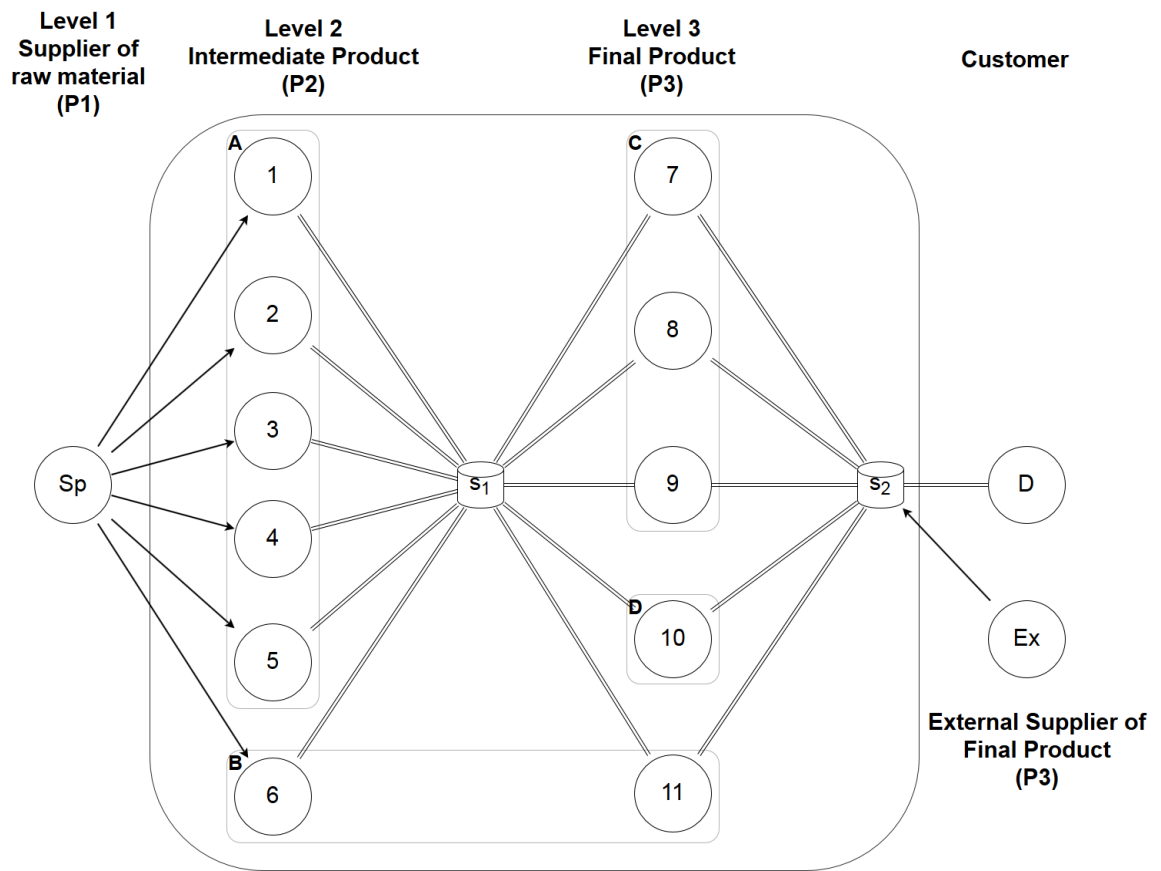 Level 1
Supplier of
raw material
(P1)
Level 2
Intermediate Product
(P2)
Level 3
Final Product
(P3)
Customer
A
1
2
3
4
5
B
6
Sp
S1
C
7
8
9
D
10
11
S2
D
Ex
External Supplier of
Final Product
(P3)